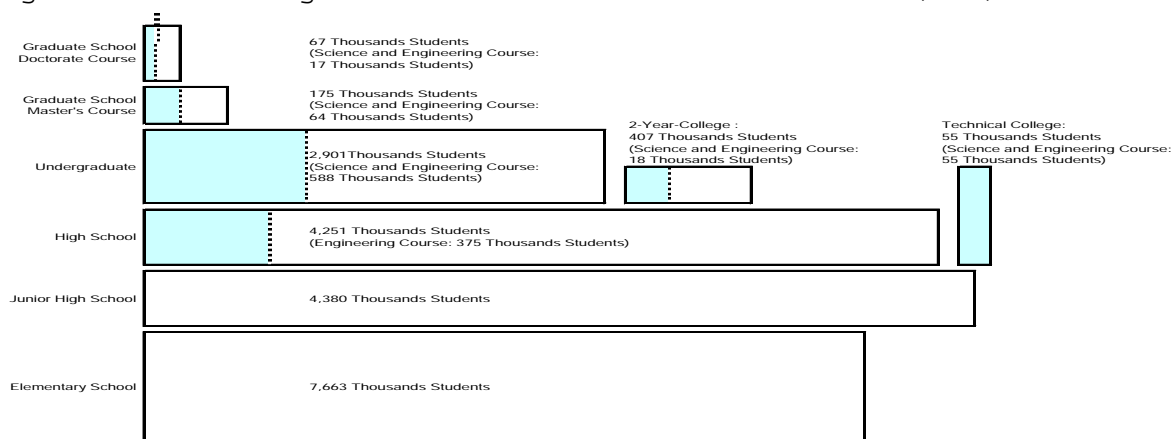 Graduate School
Doctorate Course
67 Thousands Students
(Science and Engineering Course:
17 Thousands Students)
Graduate School
Master's Course
175 Thousands Students
(Science and Engineering Course:
64 Thousands Students)
Undergraduate
2,901Thousands Students
(Science and Engineering Course:
588 Thousands Students)
2-Year-College :
407 Thousands Students
(Science and Engineering Course:
18 Thousands Students)
Technical College:
55 Thousands Students
(Science and Engineering Course:
55 Thousands Students)
High School
4,251 Thousands Students
(Engineering Course: 375 Thousands Students)
Junior High School
4,380 Thousands Students
Elementary School
7,663 Thousands Students